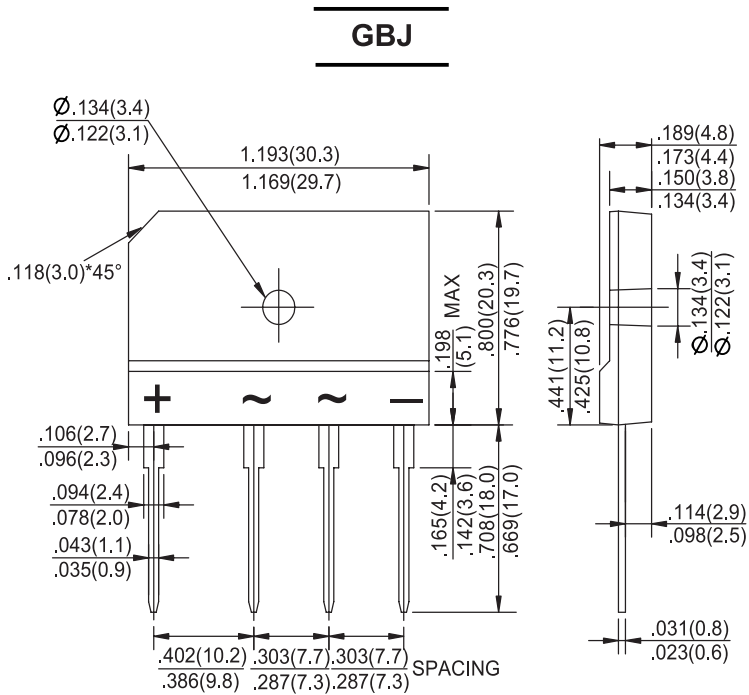 GBJ
Ø.134(3.4)
Ø.122(3.1)
1.193(30.3)
1.169(29.7)
.189(4.8)
.173(4.4)
.150(3.8)
.134(3.4)
.118(3.0)*45°
.198 MAX
(5.1)
.800(20.3)
.776(19.7)
.441(11.2)
.425(10.8)
Ø.134(3.4)
Ø.122(3.1)
+ ~ ~ —
.106(2.7)
.096(2.3)
.094(2.4)
.078(2.0)
.043(1.1)
.035(0.9)
.165(4.2)
.142(3.6)
.708(18.0)
.669(17.0)
.114(2.9)
.098(2.5)
.031(0.8)
.023(0.6)
.402(10.2) .303(7.7) .303(7.7) SPACING
.386(9.8) .287(7.3) .287(7.3)